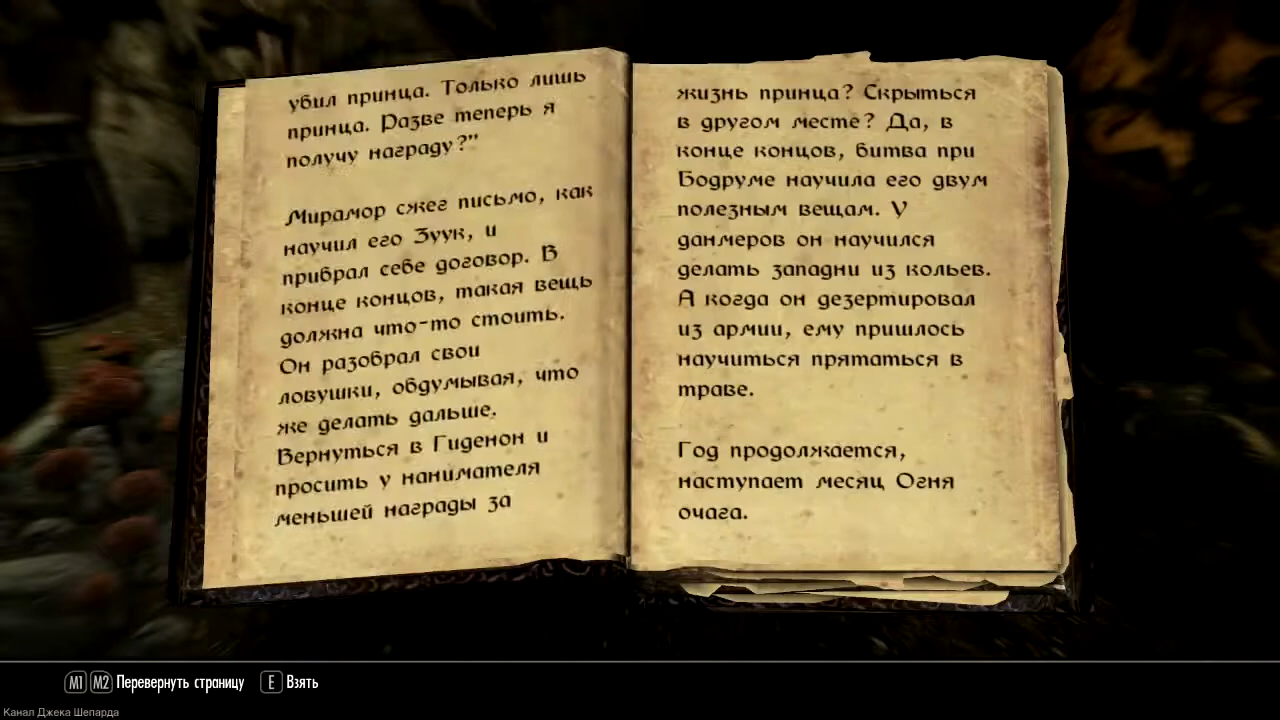 убил принца. Только лишь
принца. Разве теперь я
получу награду?"
Мирамор сжег письмо, как
научил его Зуук, и
прибрал себе договор. В
конце концов, такая вещь
должна что-то стоить.
Он разобрал свои
ловушки, обдумывая, что
же делать дальше.
Вернуться в Гиденон и
просить у нанимателя
меньшей награды за
жизнь принца? Скрыться
в другом месте? Да, в
конце концов, битва при
Бодруме научила его двум
полезным вещам. У
данмеров он научился
делать западни из кольев.
А когда он дезертировал
из армии, ему пришлось
научиться прятаться в
траве.
Год продолжается,
наступает месяц Огня
очага.
M1 M2 Перевернуть страницу E Взять
Канал Джека Шепарда